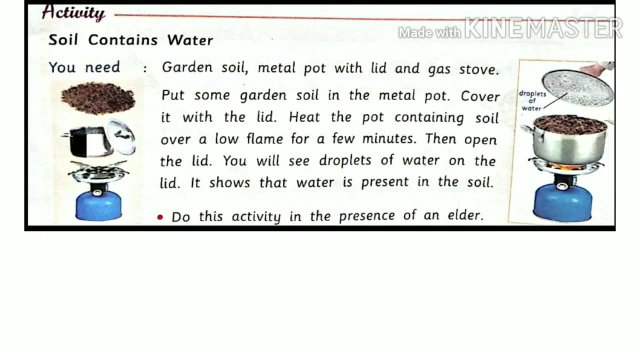 Activity
Made with KINEMASTER
Soil Contains Water
You need : Garden soil, metal pot with lid and gas stove.
Put some garden soil in the metal pot. Cover
it with the lid. Heat the pot containing soil
over a low flame for a few minutes. Then open
the lid. You will see droplets of water on the
lid. It shows that water is present in the soil.
• Do this activity in the presence of an elder.
droplets
of
water